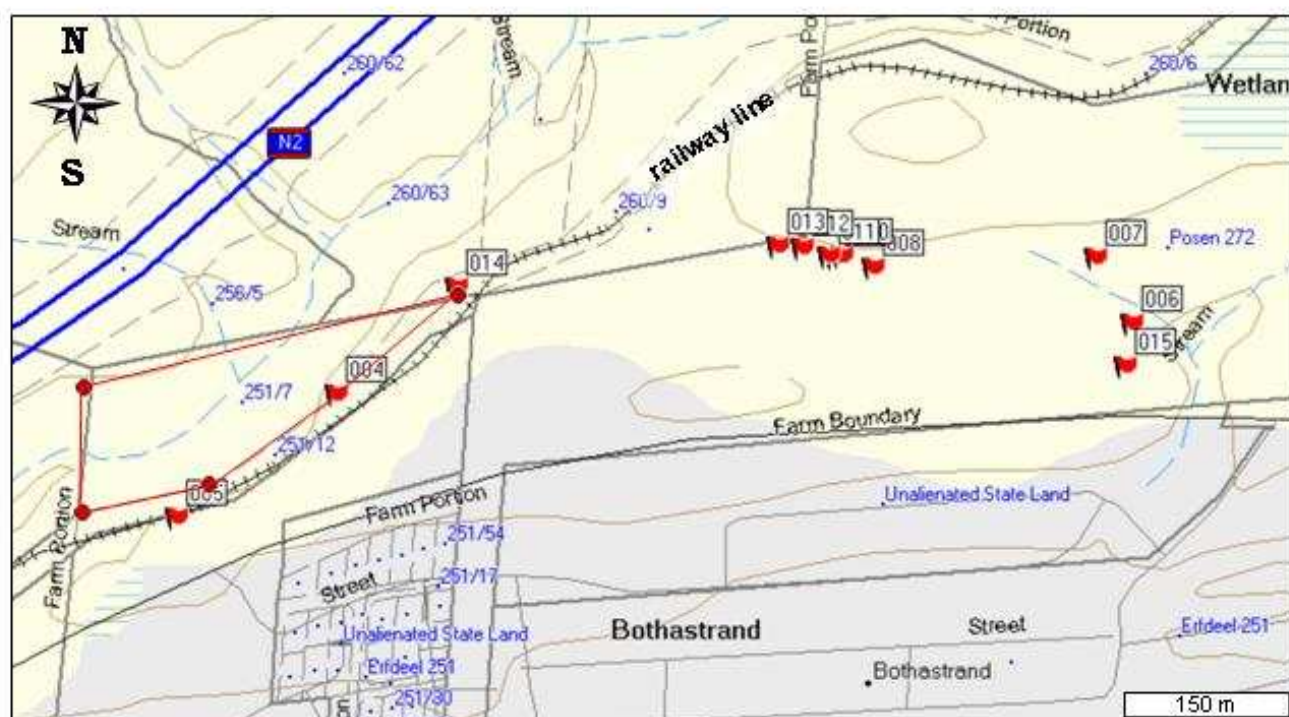 N
S
260/62
Stream
Farm Po
Portion
260/6
Wetlan
N2
railway line
260/63
260/9
Stream
013
12
11
0
008
007
Posen 272
014
256/5
006
015
Stream
004
251/7
Farm Boundary
251/12
005
Farm Portion
Farm Portion
Unalienated State Land
251/54
251/17
Street
Unalienated State Land
Bothastrand
Street
Erfdeel 251
Erfdeel 251
Bothastrand
251/30
150 m